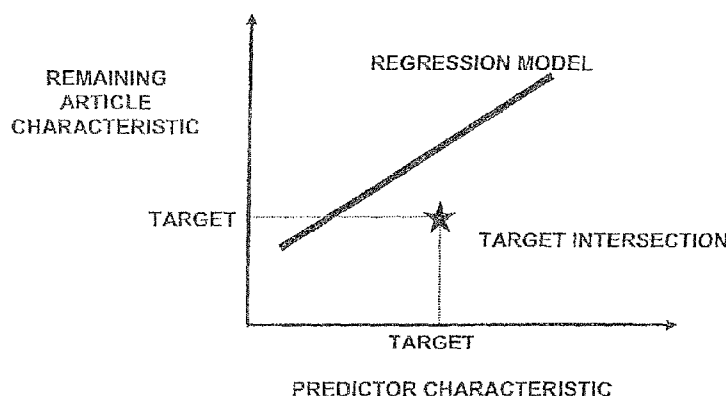 REGRESSION MODEL
REMAINING
ARTICLE
CHARACTERISTIC
TARGET
TARGET INTERSECTION
TARGET
PREDICTOR CHARACTERISTIC